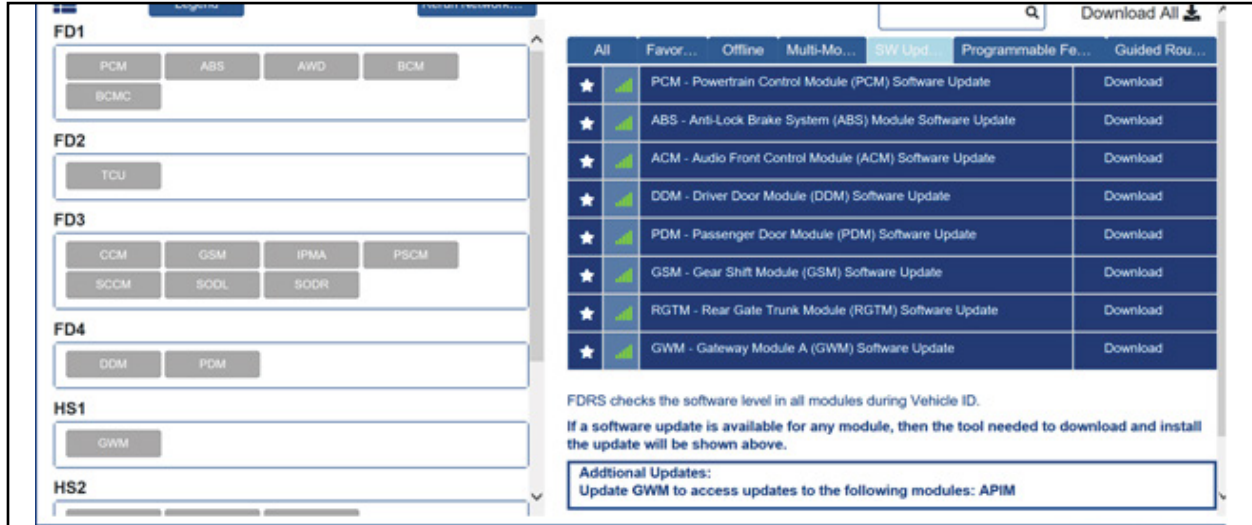 Legend
Rerun Network...
Download All
FD1
PCM ABS AWD BCM
BCMC
FD2
TCU
FD3
CCM GSM IPMA PSCM
SCCM SODL SODR
FD4
DDM PDM
HS1
GWM
HS2
All Favor... Offline Multi-Mo... SW Upd... Programmable Fe... Guided Rou...
PCM - Powertrain Control Module (PCM) Software Update Download
ABS - Anti-Lock Brake System (ABS) Module Software Update Download
ACM - Audio Front Control Module (ACM) Software Update Download
DDM - Driver Door Module (DDM) Software Update Download
PDM - Passenger Door Module (PDM) Software Update Download
GSM - Gear Shift Module (GSM) Software Update Download
RGTM - Rear Gate Trunk Module (RGTM) Software Update Download
GWM - Gateway Module A (GWM) Software Update Download
FDRS checks the software level in all modules during Vehicle ID.
If a software update is available for any module, then the tool needed to download and install
the update will be shown above.
Addtional Updates:
Update GWM to access updates to the following modules: APIM